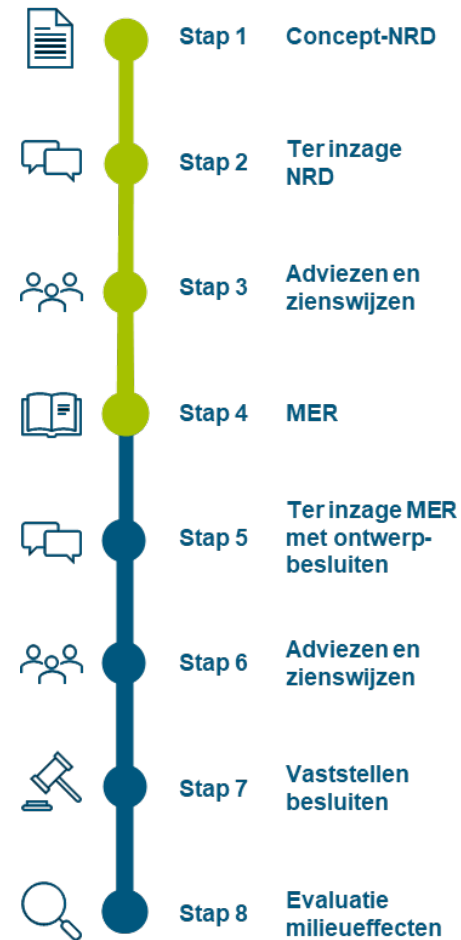 Stap 1 Concept-NRD
Stap 2 Ter inzage
NRD
Stap 3 Adviezen en
zienswijzen
Stap 4 MER
Stap 5 Ter inzage MER
met ontwerp-
besluiten
Stap 6 Adviezen en
zienswijzen
Stap 7 Vaststellen
besluiten
Stap 8 Evaluatie
milieueffecten